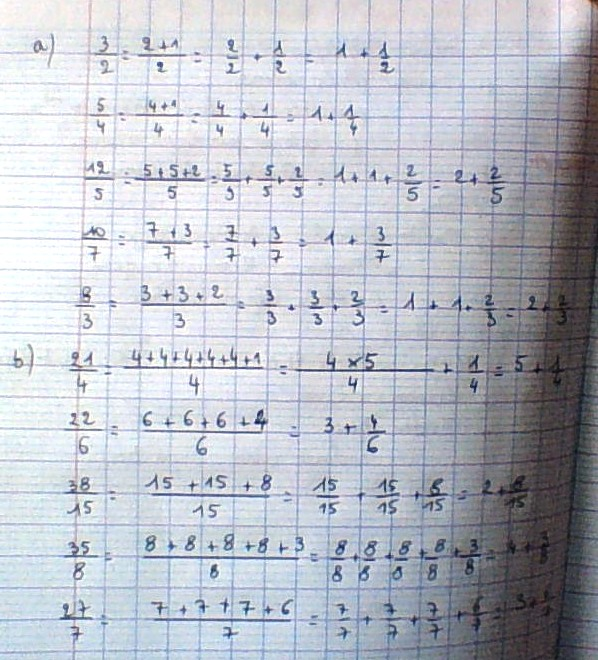 a) 3/2 = (2+1)/2 = 2/2 + 1/2 = 1 + 1/2
5/4 = (4+1)/4 = 4/4 + 1/4 = 1 + 1/4
12/5 = (5+5+2)/5 = 5/5 + 5/5 + 2/5 = 1 + 1 + 2/5 = 2 + 2/5
10/7 = (7+3)/7 = 7/7 + 3/7 = 1 + 3/7
8/3 = (3+3+2)/3 = 3/3 + 3/3 + 2/3 = 1 + 1 + 2/3 = 2 + 2/3
b) 21/4 = (4+4+4+4+4+1)/4 = (4×5)/4 + 1/4 = 5 + 1/4
22/6 = (6+6+6+4)/6 = 3 + 4/6
38/15 = (15+15+8)/15 = 15/15 + 15/15 + 8/15 = 2 + 8/15
35/8 = (8+8+8+8+3)/8 = 8/8 + 8/8 + 8/8 + 8/8 + 3/8 = 4 + 3/8
27/7 = (7+7+7+6)/7 = 7/7 + 7/7 + 7/7 + 6/7 = 3 + 6/7